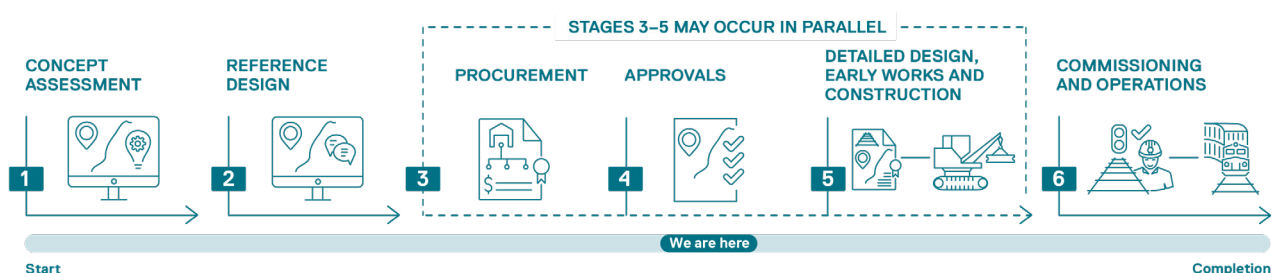 STAGES 3–5 MAY OCCUR IN PARALLEL
CONCEPT
ASSESSMENT
1
REFERENCE
DESIGN
2
PROCUREMENT
$
3
APPROVALS
4
DETAILED DESIGN,
EARLY WORKS AND
CONSTRUCTION
5
COMMISSIONING
AND OPERATIONS
6
We are here
Start
Completion